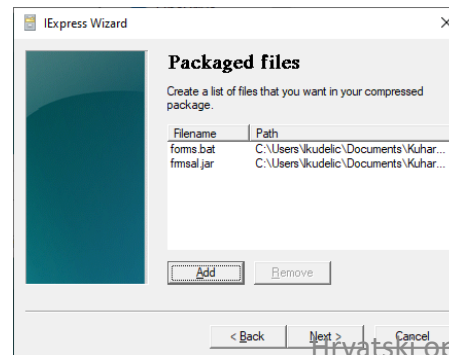 IExpress Wizard
Packaged files
Create a list of files that you want in your compressed
package.
Filename Path
forms.bat C:\Users\lkudelic\Documents\Kuhar...
frmsal.jar C:\Users\lkudelic\Documents\Kuhar...
Add Remove
< Back Next > Cancel
Hrvatski